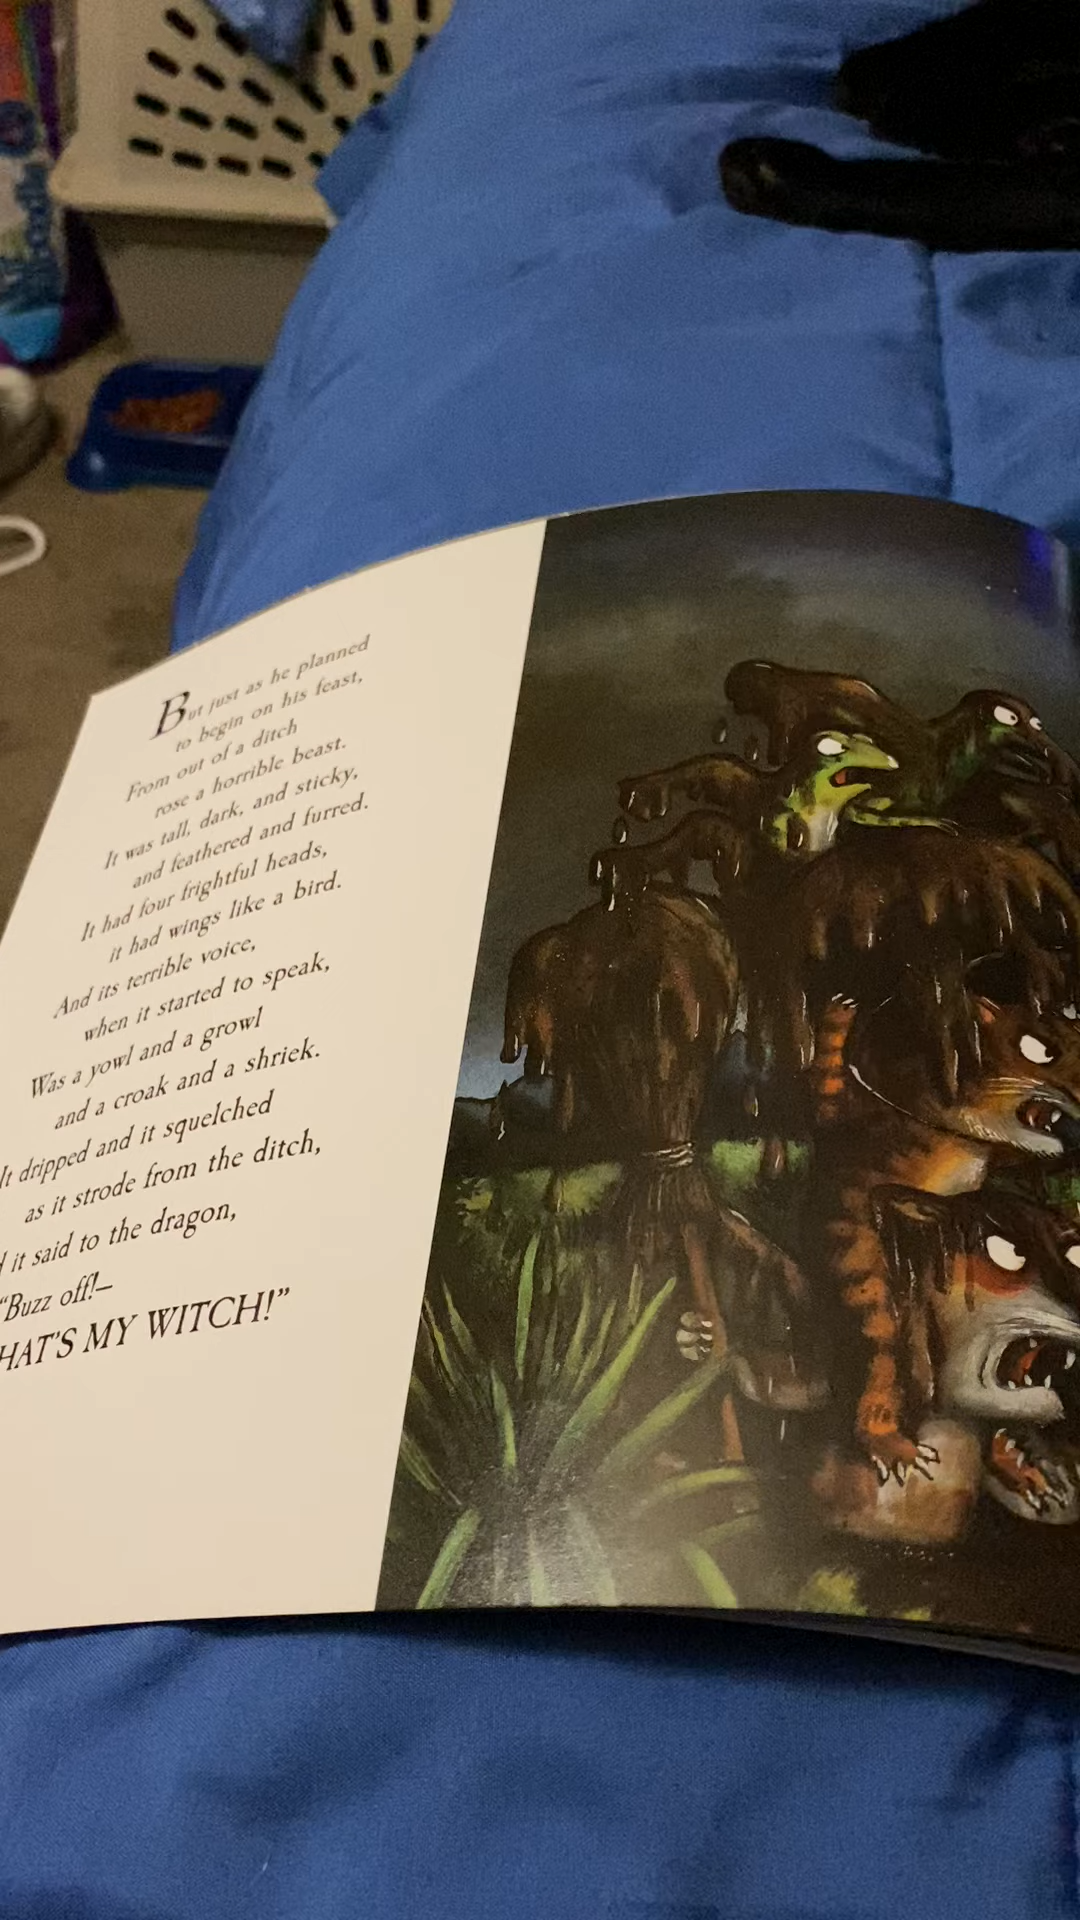 But just as he planned
to begin on his feast,
From out of a ditch
rose a horrible beast.
It was tall, dark, and sticky,
and feathered and furred.
It had four frightful heads,
it had wings like a bird.
And its terrible voice,
when it started to speak,
Was a yowl and a growl
and a croak and a shriek.
It dripped and it squelched
as it strode from the ditch,
it said to the dragon,
"Buzz off!–
HAT'S MY WITCH!"